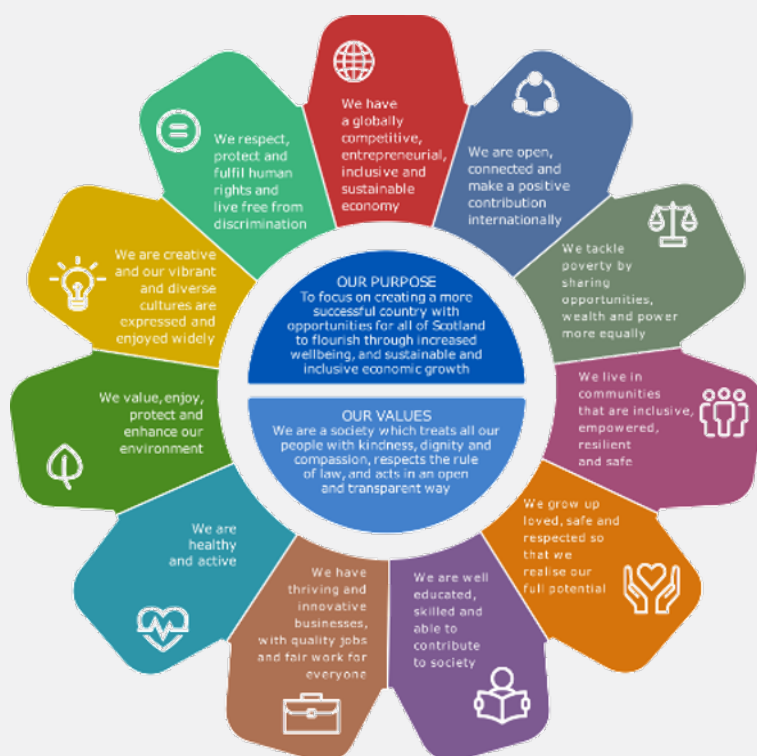 We have
a globally
competitive,
entrepreneurial,
inclusive and
sustainable
economy
We are open,
connected and
make a positive
contribution
internationally
We tackle
poverty by
sharing
opportunities,
wealth and power
more equally
We live in
communities
that are inclusive,
empowered,
resilient
and safe
We grow up
loved, safe and
respected so
that we
realise our
full potential
We are well
educated,
skilled and
able to
contribute
to society
We have
thriving and
innovative
businesses,
with quality jobs
and fair work for
everyone
We are
healthy
and active
We value, enjoy,
protect and
enhance our
environment
We are creative
and our vibrant
and diverse
cultures are
expressed and
enjoyed widely
We respect,
protect and
fulfil human
rights and
live free from
discrimination
OUR PURPOSE
To focus on creating a more
successful country with
opportunities for all of Scotland
to flourish through increased
wellbeing, and sustainable and
inclusive economic growth
OUR VALUES
We are a society which treats all our
people with kindness, dignity and
compassion, respects the rule
of law, and acts in an open
and transparent way